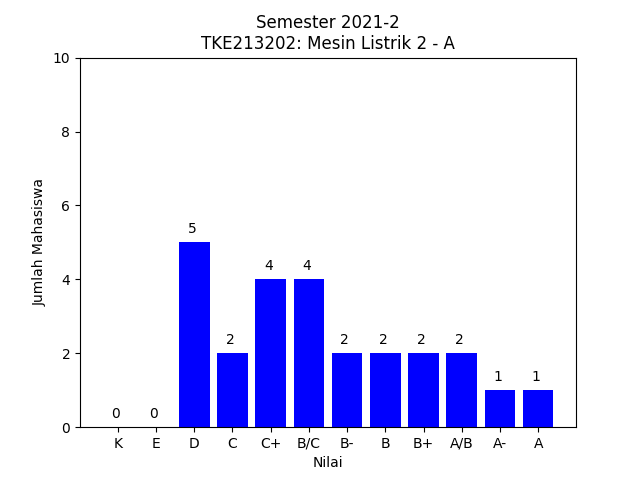 Semester 2021-2
TKE213202: Mesin Listrik 2 - A
10
8
6
4
2
0
Jumlah Mahasiswa
0 0 5 2 4 4 2 2 2 2 1 1
K E D C C+ B/C B- B B+ A/B A- A
Nilai